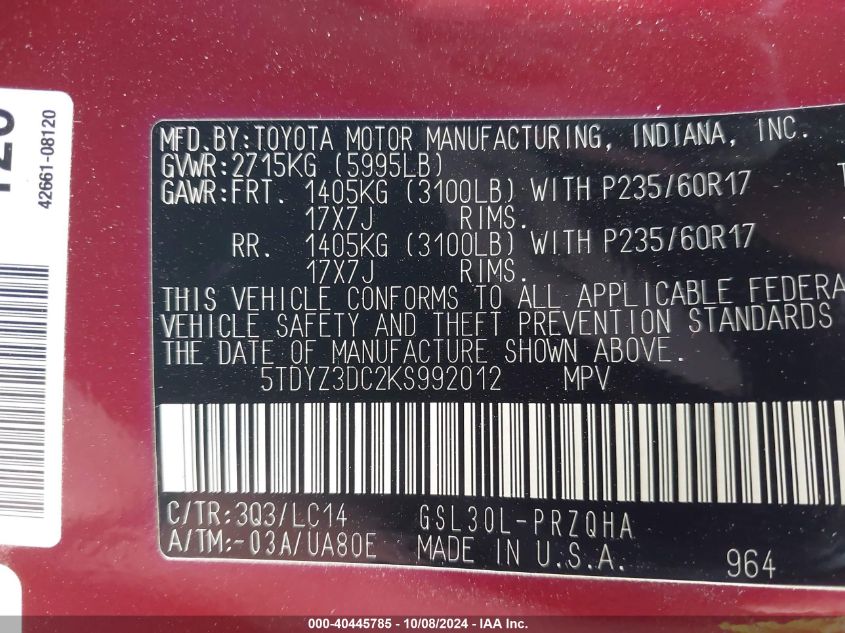 MFD.BY:TOYOTA MOTOR MANUFACTURING, INDIANA, INC.
GVWR:2715KG (5995LB)
GAWR:FRT. 1405KG (3100LB) WITH P235/60R17
17X7J RIMS.
RR. 1405KG (3100LB) WITH P235/60R17
17X7J RIMS.
THIS VEHICLE CONFORMS TO ALL APPLICABLE FEDERA
VEHICLE SAFETY AND THEFT PREVENTION STANDARDS
THE DATE OF MANUFACTURE SHOWN ABOVE.
5TDYZ3DC2KS992012 MPV
C/TR:3Q3/LC14 GSL30L-PRZQHA
A/TM:-03A/UA80E MADE IN U.S.A. 964
42661-08120
000-40445785 - 10/08/2024 - IAAI Inc.